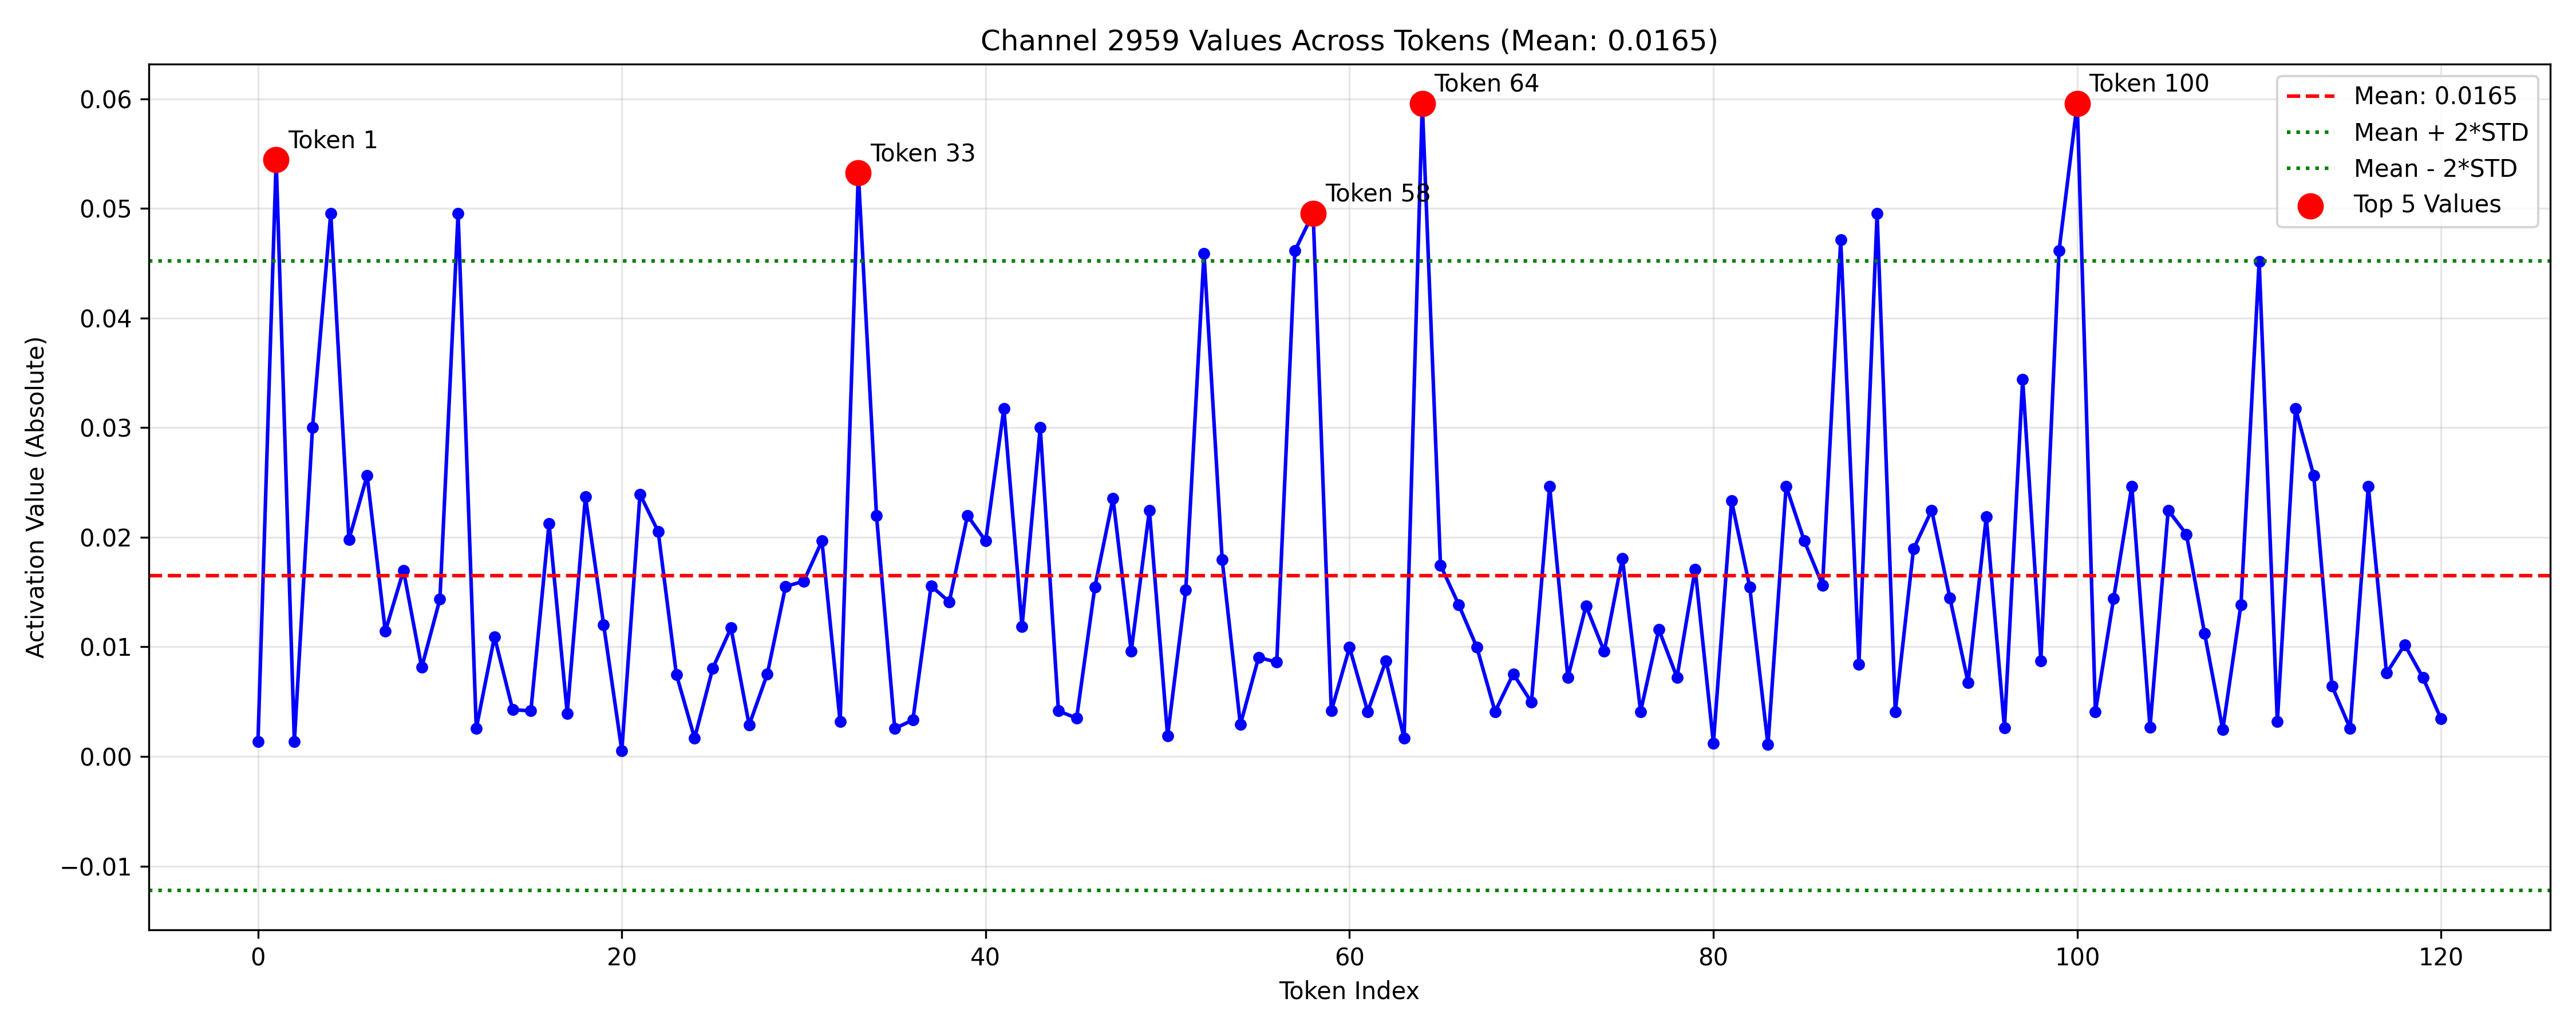 Channel 2959 Values Across Tokens (Mean: 0.0165)
Token 1
Token 33
Token 58
Token 64
Token 100
Mean: 0.0165
Mean + 2*STD
Mean - 2*STD
Top 5 Values
Activation Value (Absolute)
0.06
0.05
0.04
0.03
0.02
0.01
0.00
−0.01
0
20
40
60
80
100
120
Token Index